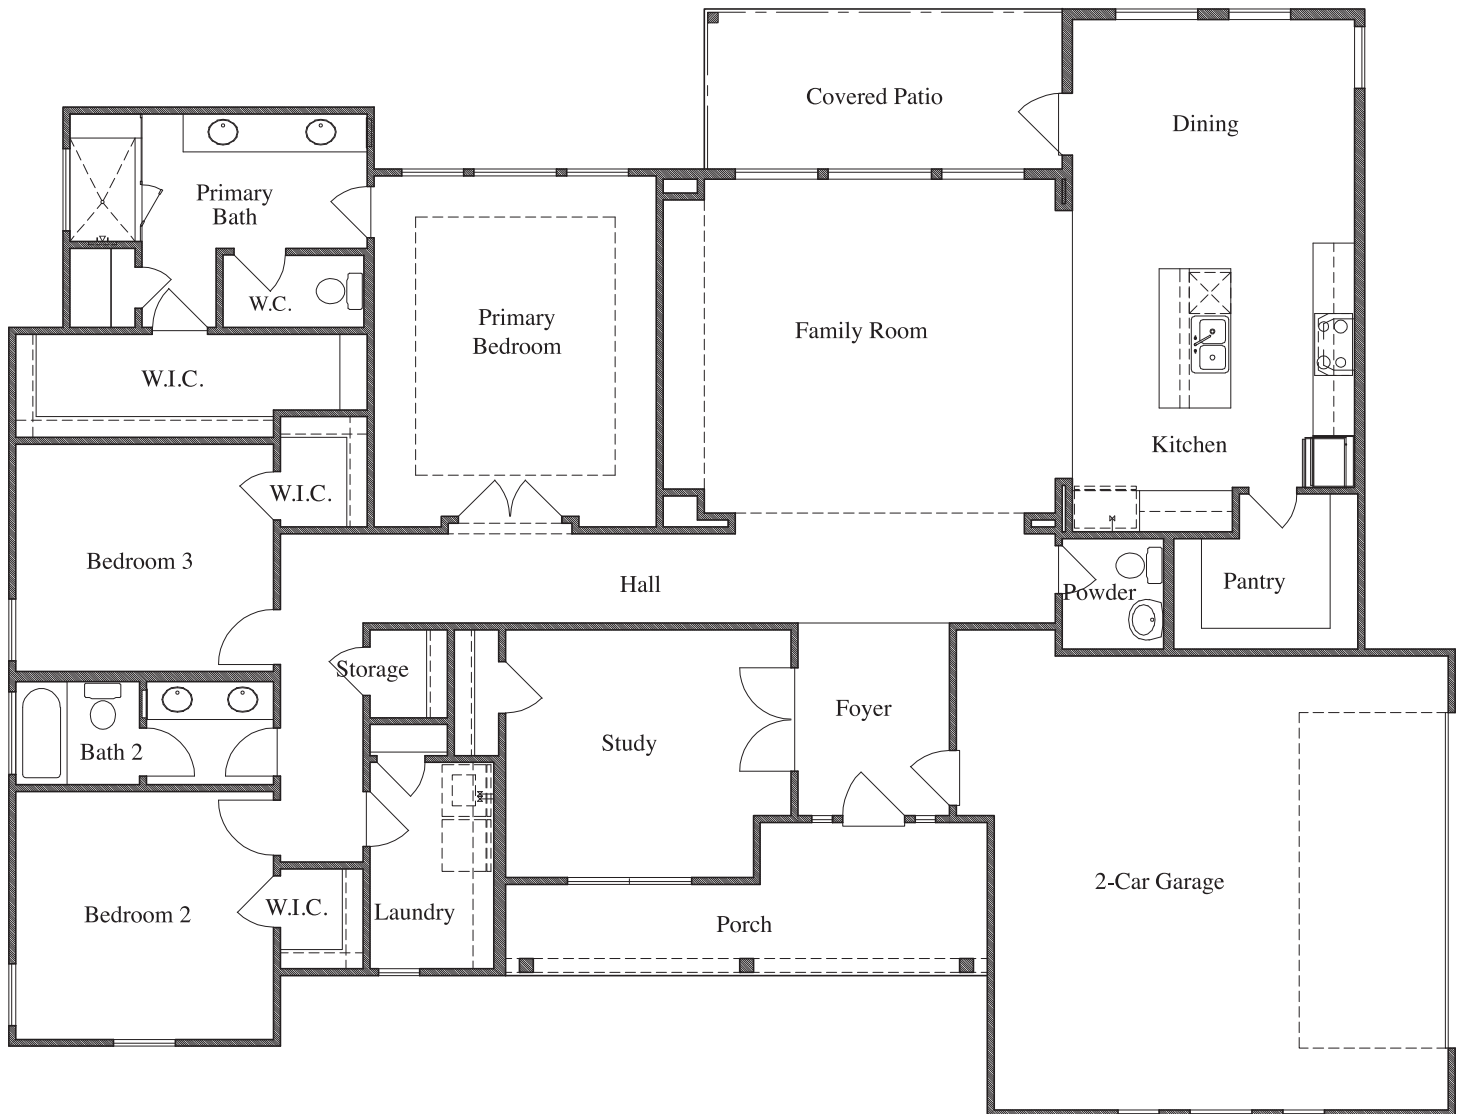 Covered Patio
Dining
Primary
Bath
W.C.
Primary
Bedroom
Family Room
W.I.C.
Kitchen
W.I.C.
Bedroom 3
Hall
Powder
Pantry
Storage
Foyer
Study
Bath 2
2-Car Garage
W.I.C.
Laundry
Bedroom 2
Porch